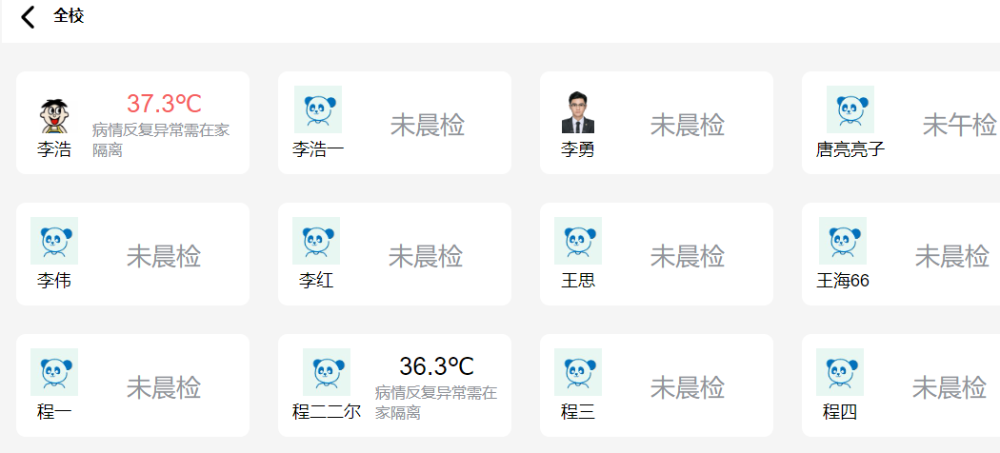 全校
37.3℃
病情反复异常需在家
隔离
李浩
未晨检
李浩一
未晨检
李勇
未午检
唐亮亮子
未晨检
李伟
未晨检
李红
未晨检
王思
未晨检
王海66
未晨检
程一
36.3℃
病情反复异常需在
家隔离
程二二尔
未晨检
程三
未晨检
程四